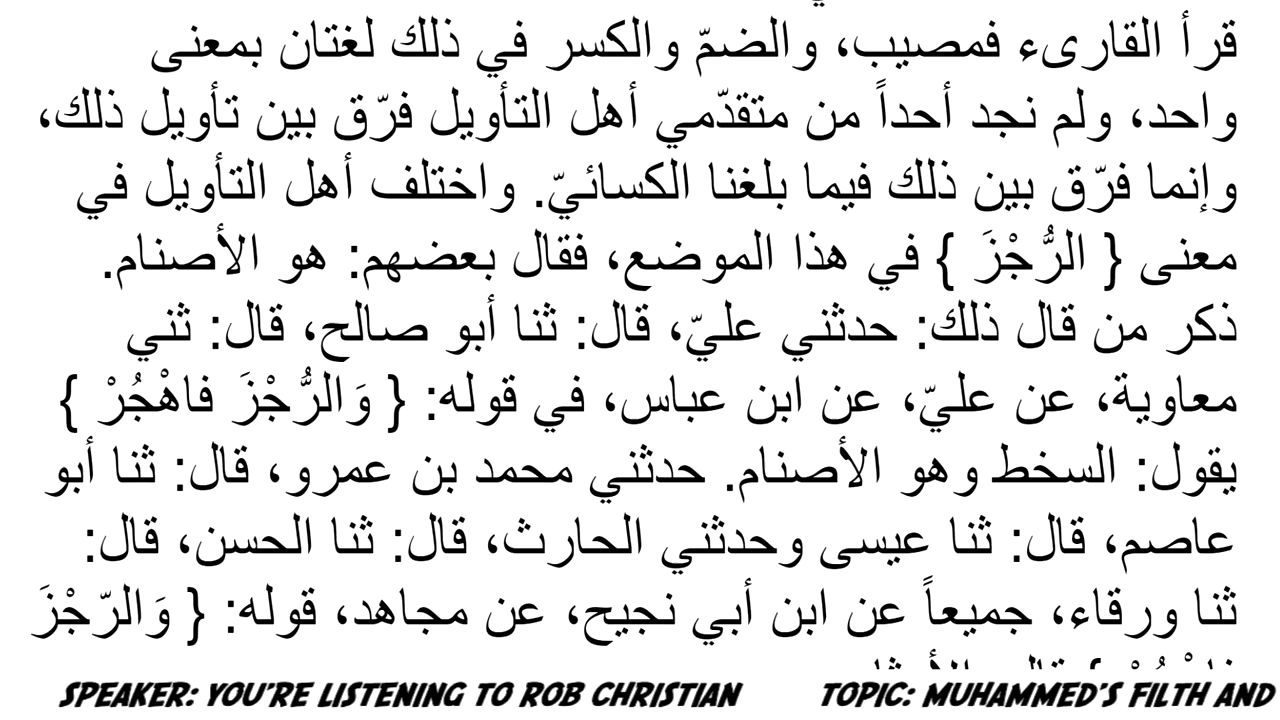 قرأ القارىء فمصيب، والضمّ والكسر في ذلك لغتان بمعنى
واحد، ولم نجد أحداً من متقدّمي أهل التأويل فرّق بين تأويل ذلك،
وإنما فرّق بين ذلك فيما بلغنا الكسائيّ. واختلف أهل التأويل في
معنى { الرُّجْزَ } في هذا الموضع، فقال بعضهم: هو الأصنام.
ذكر من قال ذلك: حدثني عليّ، قال: ثنا أبو صالح، قال: ثني
معاوية، عن عليّ، عن ابن عباس، في قوله: { وَالرُّجْزَ فاهْجُرْ }
يقول: السخط وهو الأصنام. حدثني محمد بن عمرو، قال: ثنا أبو
عاصم، قال: ثنا عيسى وحدثني الحارث، قال: ثنا الحسن، قال:
ثنا ورقاء، جميعاً عن ابن أبي نجيح، عن مجاهد، قوله: { وَالرّجْزَ
SPEAKER: YOU'RE LISTENING TO ROB CHRISTIAN TOPIC: MUHAMMED'S FILTH AND